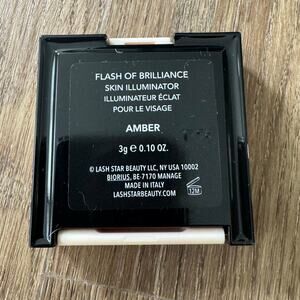 FLASH OF BRILLIANCE
SKIN ILLUMINATOR
ILLUMINATEUR ÉCLAT
POUR LE VISAGE
AMBER
3g ℮ 0.10 OZ.
© LASH STAR BEAUTY LLC, NY USA 10002
BIORIUS, BE-7170 MANAGE
MADE IN ITALY
LASHSTARBEAUTY.COM
12M